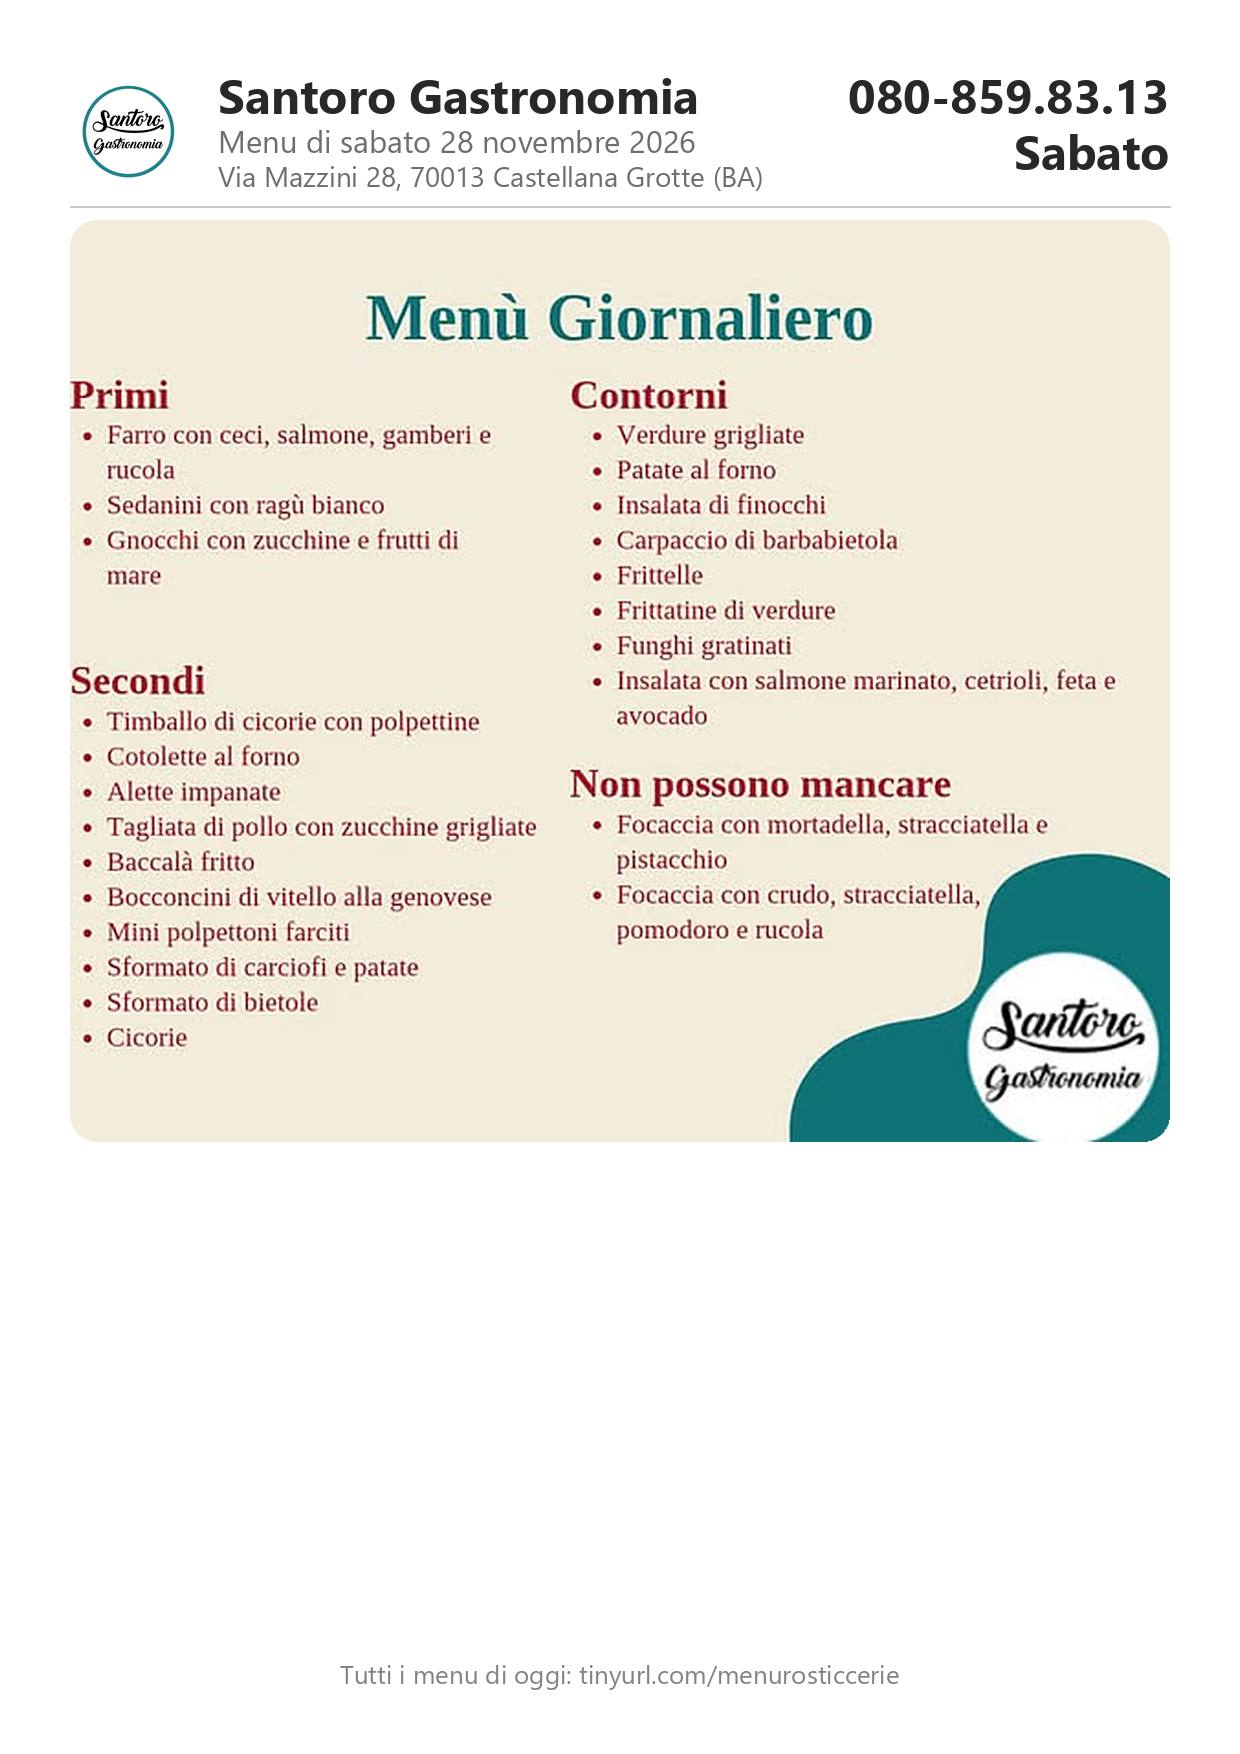 Santoro
Gastronomia
Santoro Gastronomia
Menu di sabato 28 novembre 2026
Via Mazzini 28, 70013 Castellana Grotte (BA)
080-859.83.13
Sabato
Menù Giornaliero
Primi
• Farro con ceci, salmone, gamberi e
rucola
• Sedanini con ragù bianco
• Gnocchi con zucchine e frutti di
mare
Secondi
• Timballo di cicorie con polpettine
• Cotolette al forno
• Alette impanate
• Tagliata di pollo con zucchine grigliate
• Baccalà fritto
• Bocconcini di vitello alla genovese
• Mini polpettoni farciti
• Sformato di carciofi e patate
• Sformato di bietole
• Cicorie
Contorni
• Verdure grigliate
• Patate al forno
• Insalata di finocchi
• Carpaccio di barbabietola
• Frittelle
• Frittatine di verdure
• Funghi gratinati
• Insalata con salmone marinato, cetrioli, feta e
avocado
Non possono mancare
• Focaccia con mortadella, stracciatella e
pistacchio
• Focaccia con crudo, stracciatella,
pomodoro e rucola
Santoro
Gastronomia
Tutti i menu di oggi: tinyurl.com/menurosticcerie